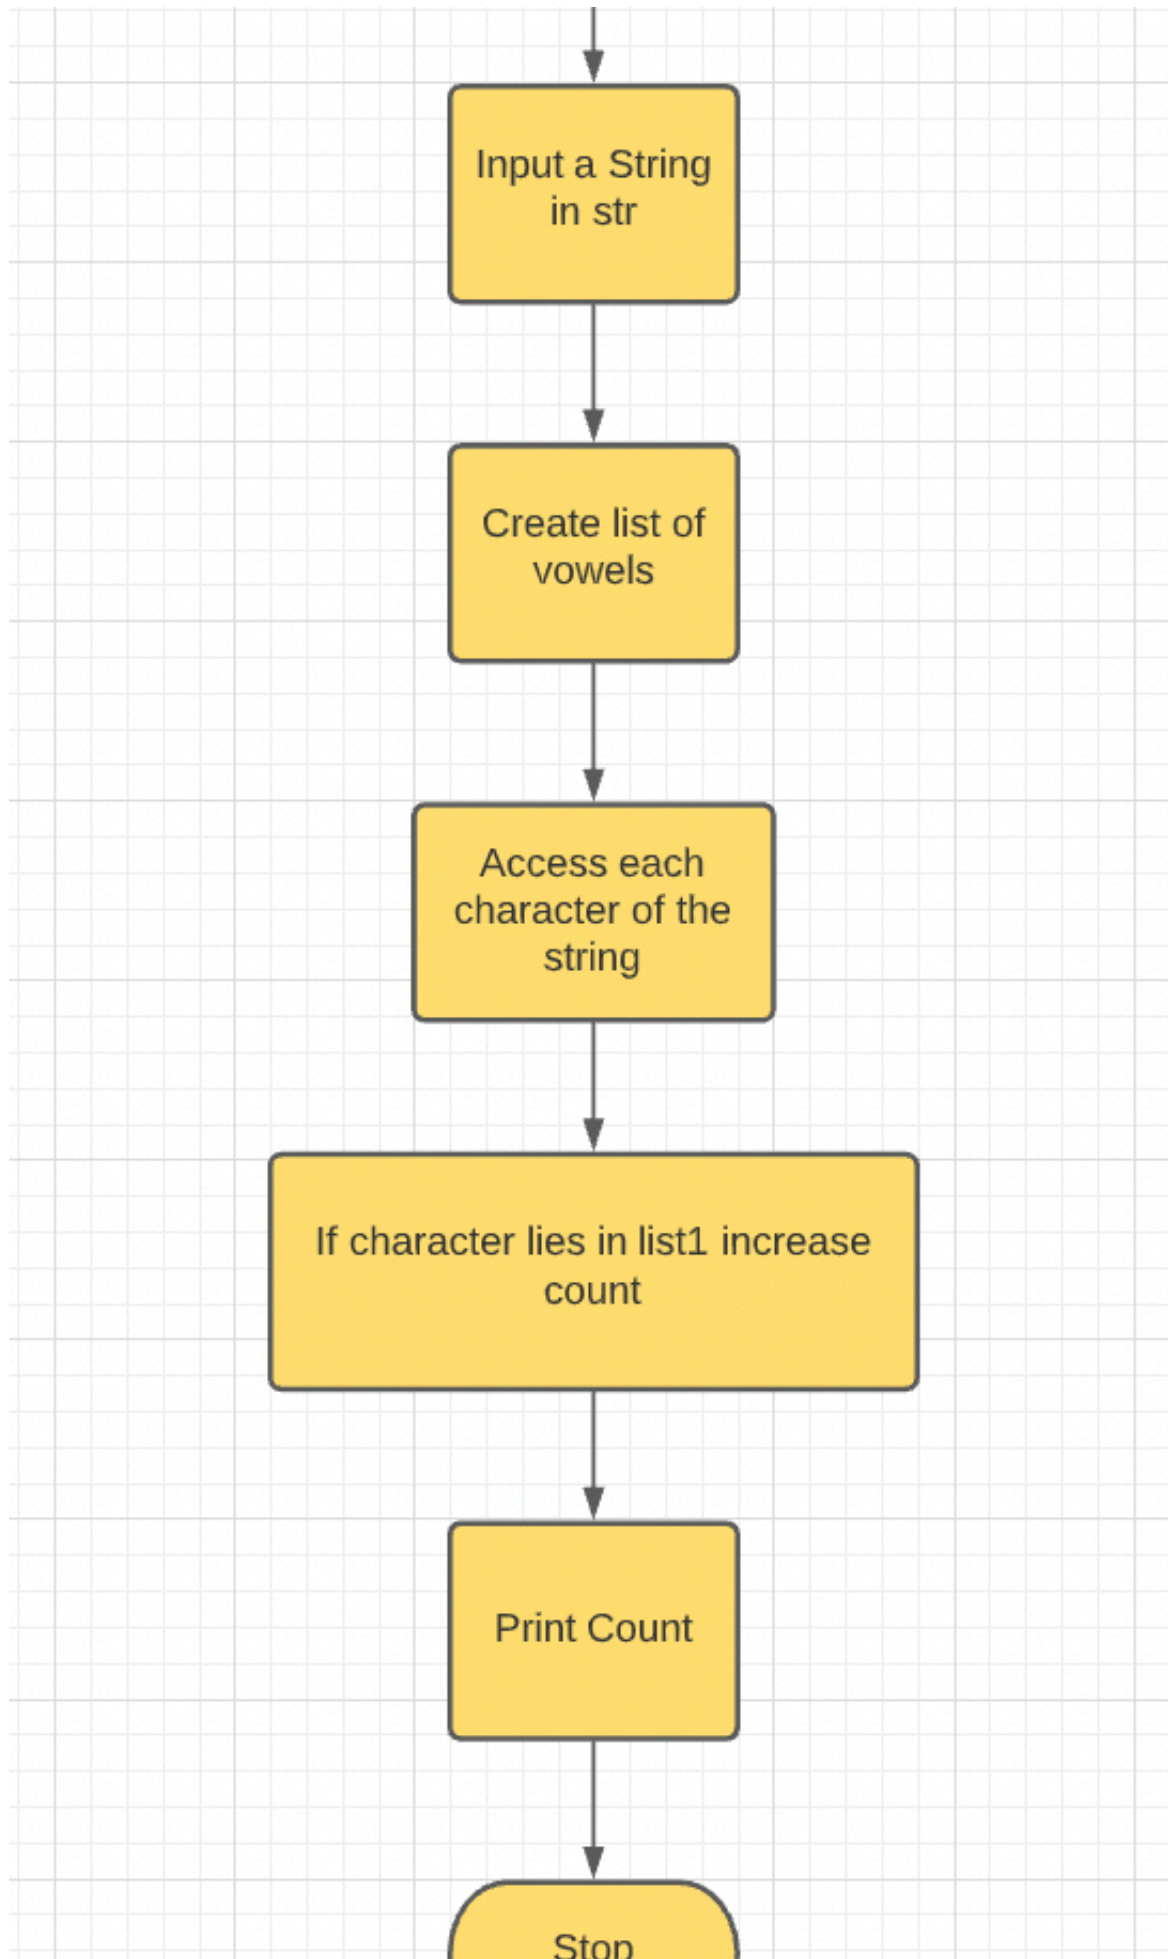 Input a String
in str
Create list of
vowels
Access each
character of the
string
If character lies in list1 increase
count
Print Count
Stop